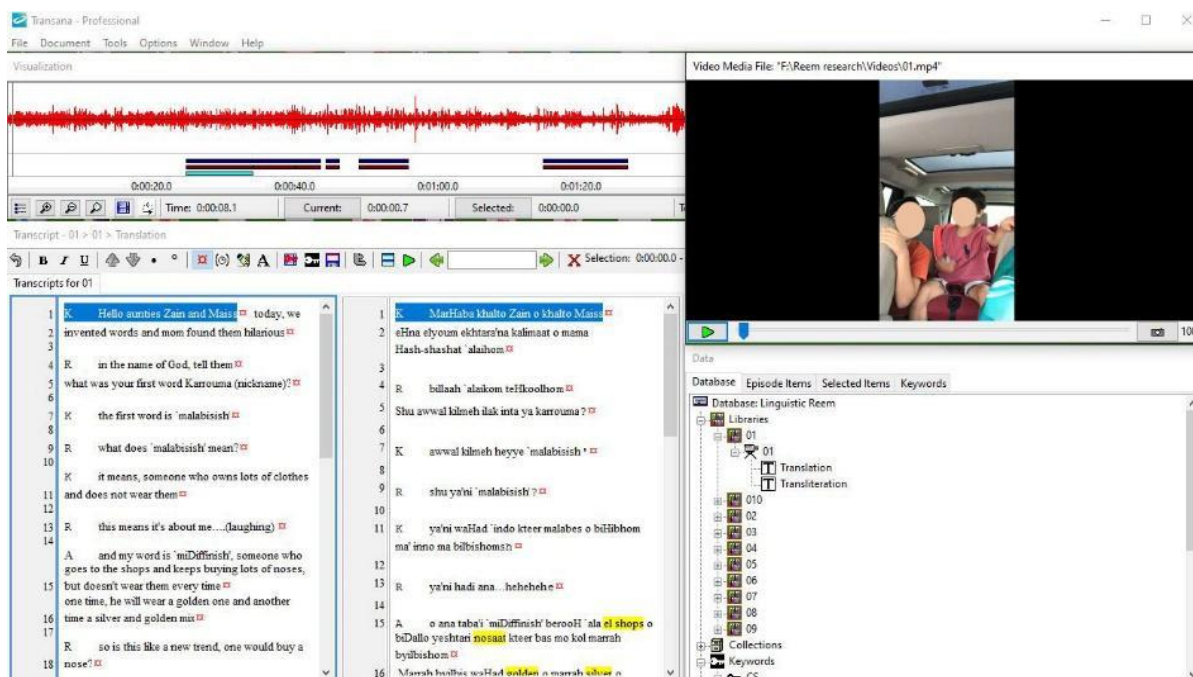 Transana - Professional
File Document Tools Options Window Help
Visualization
0:00:20.0 0:00:40.0 0:01:00.0 0:01:20.0
Time: 0:00:08.1 Current: 0:00:00.7 Selected: 0:00:00.0
Transcript - 01 > 01 > Translation
B I U A Selection: 0:00:00.0 -
Transcripts for 01
1 K Hello aunties Zain and Maiss¤ today, we
2 invented words and mom found them hilarious¤
3
4 R in the name of God, tell them¤
5 what was your first word Karrouma (nickname)?¤
6
7 K the first word is `malabisish'¤
8
9 R what does `malabisish' mean?¤
10
K it means, someone who owns lots of clothes
11 and does not wear them¤
12
13 R this means it's about me....(laughing) ¤
14
A and my word is `miDiffinish', someone who
goes to the shops and keeps buying lots of noses,
15 but doesn't wear them every time¤
one time, he will wear a golden one and another
16 time a silver and golden mix¤
17
R so is this like a new trend, one would buy a
18 nose?¤
1 K MarHaba khalto Zain o khalto Maiss¤
2 eHna elyoum ekhtara'na kalimaat o mama
Hash-shashat `alaihom¤
3
4 R billaah `alaikom teHkoolhom¤
5 Shu awwal kilmeh ilak inta ya karrouma?¤
6
7 K awwal kilmeh heyye `malabisish' ¤
8
9 R shu ya'ni `malabisish'?¤
10
11 K ya'ni waHad `indo kteer malabes o biHibhom
ma' inno ma bilbishomsh¤
12
13 R ya'ni hadi ana...hehehehe¤
14
15 A o ana taba'i `miDiffinish' berooH `ala el shops o
biDallo yeshtari nosaat kteer bas mo kol marrah
byilbishom¤
16 Marrah byilbis waHad golden o marrah silver o
Video Media File: "F:\Reem research\Videos\01.mp4"
100
Data
Database Episode Items Selected Items Keywords
Database: Linguistic Reem
Libraries
01
01
Translation
Transliteration
010
02
03
04
05
06
07
08
09
Collections
Keywords
CS